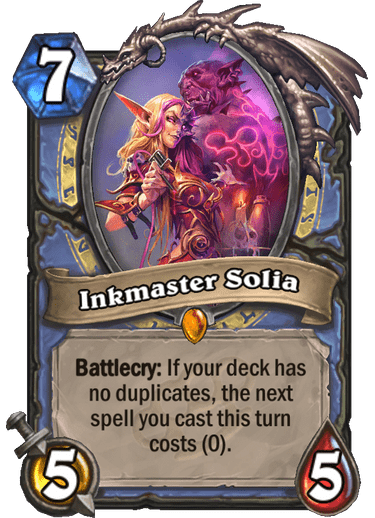 7
Inkmaster Solia
Battlecry: If your deck has
no duplicates, the next
spell you cast this turn
costs (0).
5
5